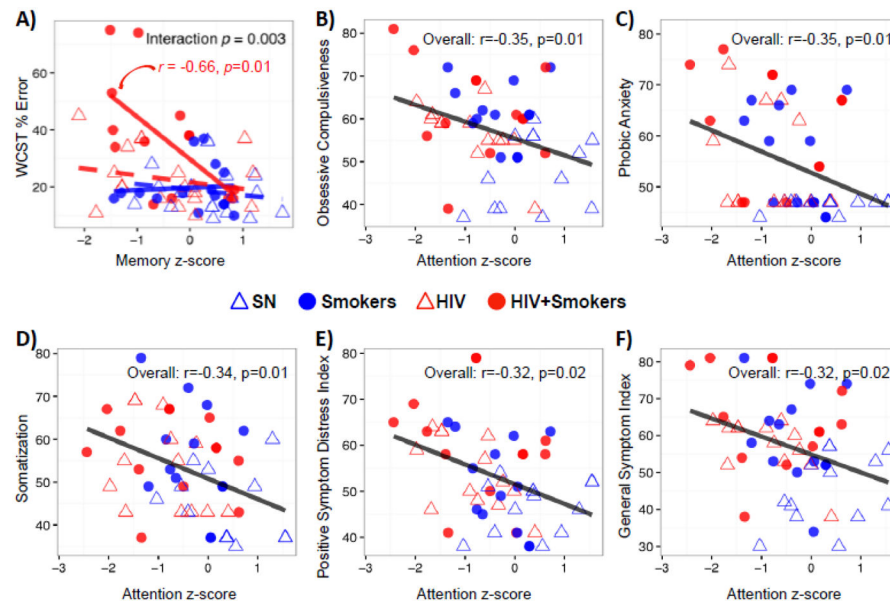 A)
Interaction p = 0.003
r = -0.66, p=0.01
WCST % Error
60
40
20
-2
-1
0
1
Memory z-score
B)
Overall: r=-0.35, p=0.01
Obsessive Compulsiveness
80
70
60
50
40
−3
−2
−1
0
1
Attention z-score
C)
Overall: r=-0.35, p=0.01
Phobic Anxiety
80
70
60
50
−3
−2
−1
0
1
Attention z-score
SN
Smokers
HIV
HIV+Smokers
D)
Overall: r=-0.34, p=0.01
Somatization
80
70
60
50
40
−3
−2
−1
0
1
Attention z-score
E)
Overall: r=-0.32, p=0.02
Positive Symptom Distress Index
80
70
60
50
40
−3
−2
−1
0
1
Attention z-score
F)
Overall: r=-0.32, p=0.02
General Symptom Index
80
70
60
50
40
30
−3
−2
−1
0
1
Attention z-score